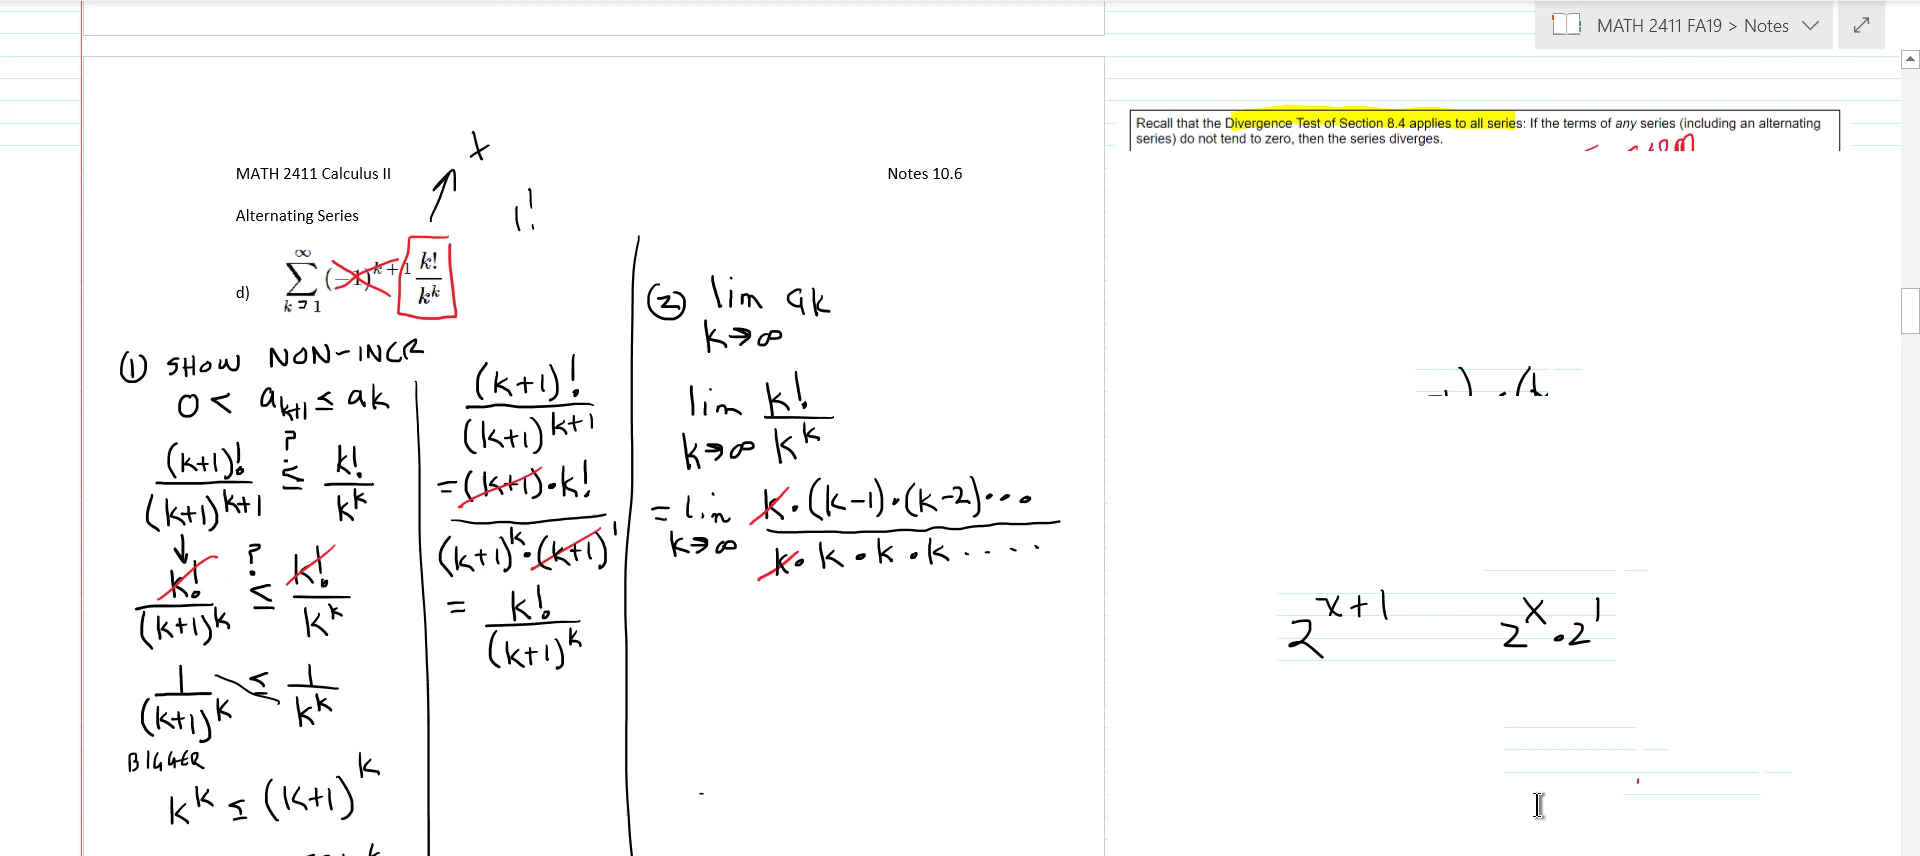 MATH 2411 FA19 > Notes
Recall that the Divergence Test of Section 8.4 applies to all series: If the terms of any series (including an alternating
series) do not tend to zero, then the series diverges.
MATH 2411 Calculus II
Notes 10.6
+
1!
Alternating Series
d) ∑_{k=1}^{∞} (-1)^{k+1} k!/k^k
① SHOW NON-INCR
0 < a_{k+1} ≤ ak
(k+1)!/(k+1)^{k+1} ?≤ k!/k^k
k!/(k+1)^k ?≤ k!/k^k
1/(k+1)^k ≤ 1/k^k
BIGGER
k^k ≤ (k+1)^k
(k+1)!/(k+1)^{k+1}
= (k+1)·k!/(k+1)^k·(k+1)^1
= k!/(k+1)^k
② lim k→∞ ak
lim k→∞ k!/k^k
= lim k→∞ k·(k-1)·(k-2)···/k·k·k·k·····
2^{x+1} 2^x·2^1